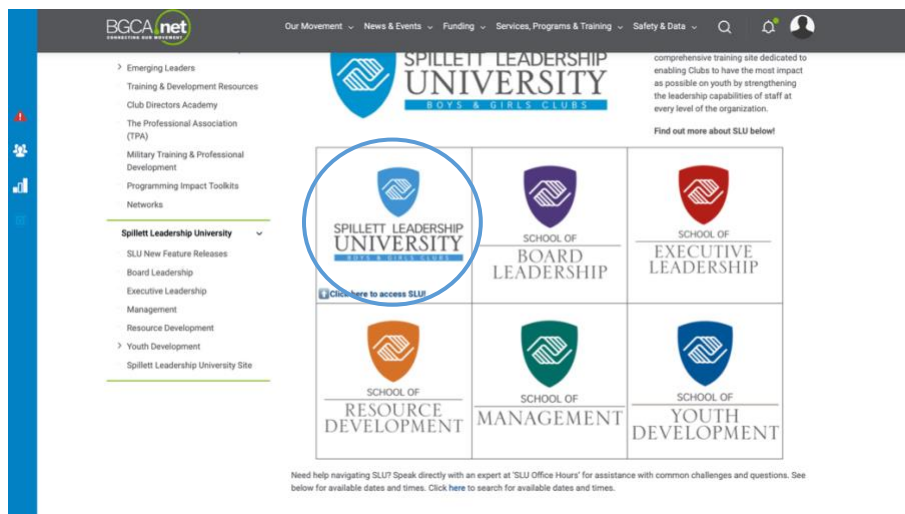 BGCA.net
CONNECTING OUR MOVEMENT
Our Movement
News & Events
Funding
Services, Programs & Training
Safety & Data
Emerging Leaders
Training & Development Resources
Club Directors Academy
The Professional Association
(TPA)
Military Training & Professional
Development
Programming Impact Toolkits
Networks
Spillett Leadership University
SLU New Feature Releases
Board Leadership
Executive Leadership
Management
Resource Development
Youth Development
Spillett Leadership University Site
SPILLETT LEADERSHIP
UNIVERSITY
BOYS & GIRLS CLUBS
comprehensive training site dedicated to
enabling Clubs to have the most impact
as possible on youth by strengthening
the leadership capabilities of staff at
every level of the organization.
Find out more about SLU below!
SPILLETT LEADERSHIP
UNIVERSITY
BOYS & GIRLS CLUBS
Click here to access SLU!
SCHOOL OF
BOARD
LEADERSHIP
SCHOOL OF
EXECUTIVE
LEADERSHIP
SCHOOL OF
RESOURCE
DEVELOPMENT
SCHOOL OF
MANAGEMENT
SCHOOL OF
YOUTH
DEVELOPMENT
Need help navigating SLU? Speak directly with an expert at 'SLU Office Hours' for assistance with common challenges and questions. See
below for available dates and times. Click here to search for available dates and times.